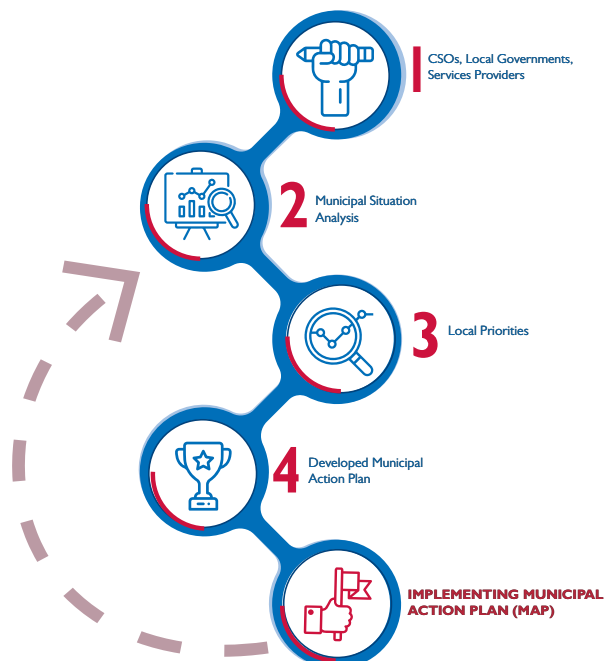 1
CSOs, Local Governments,
Services Providers
2
Municipal Situation
Analysis
3
Local Priorities
4
Developed Municipal
Action Plan
IMPLEMENTING MUNICIPAL
ACTION PLAN (MAP)